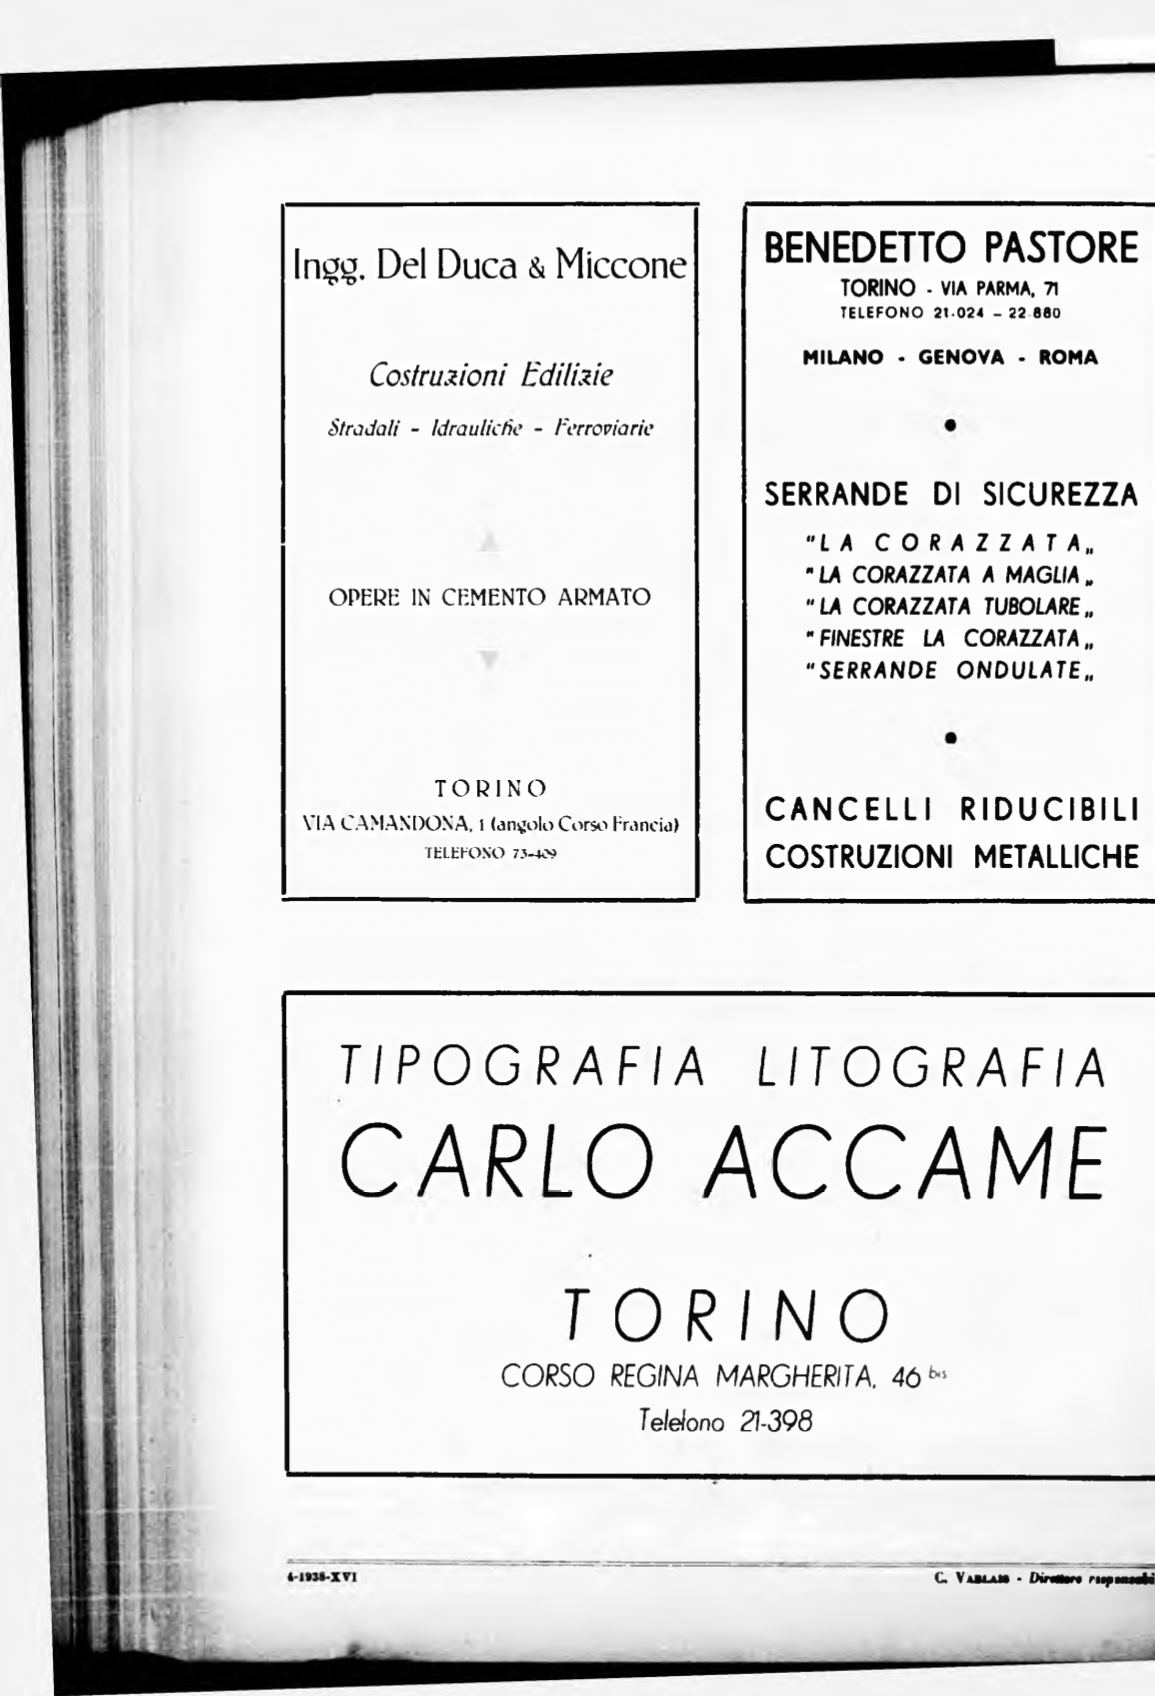 Ingg. Del Duca & Miccone
Costruzioni Edilizie
Stradali - Idrauliche - Ferroviarie
OPERE IN CEMENTO ARMATO
TORINO
VIA CAMANDONA, 1 (angolo Corso Francia)
TELEFONO 73-409
BENEDETTO PASTORE
TORINO - VIA PARMA, 71
TELEFONO 21-024 - 22-880
MILANO - GENOVA - ROMA
SERRANDE DI SICUREZZA
"LA CORAZZATA„
"LA CORAZZATA A MAGLIA„
"LA CORAZZATA TUBOLARE„
"FINESTRE LA CORAZZATA„
"SERRANDE ONDULATE„
CANCELLI RIDUCIBILI
COSTRUZIONI METALLICHE
TIPOGRAFIA LITOGRAFIA
CARLO ACCAME
TORINO
CORSO REGINA MARGHERITA, 46 bis
Telefono 21-398
-1938-XVI
C. - Direttore